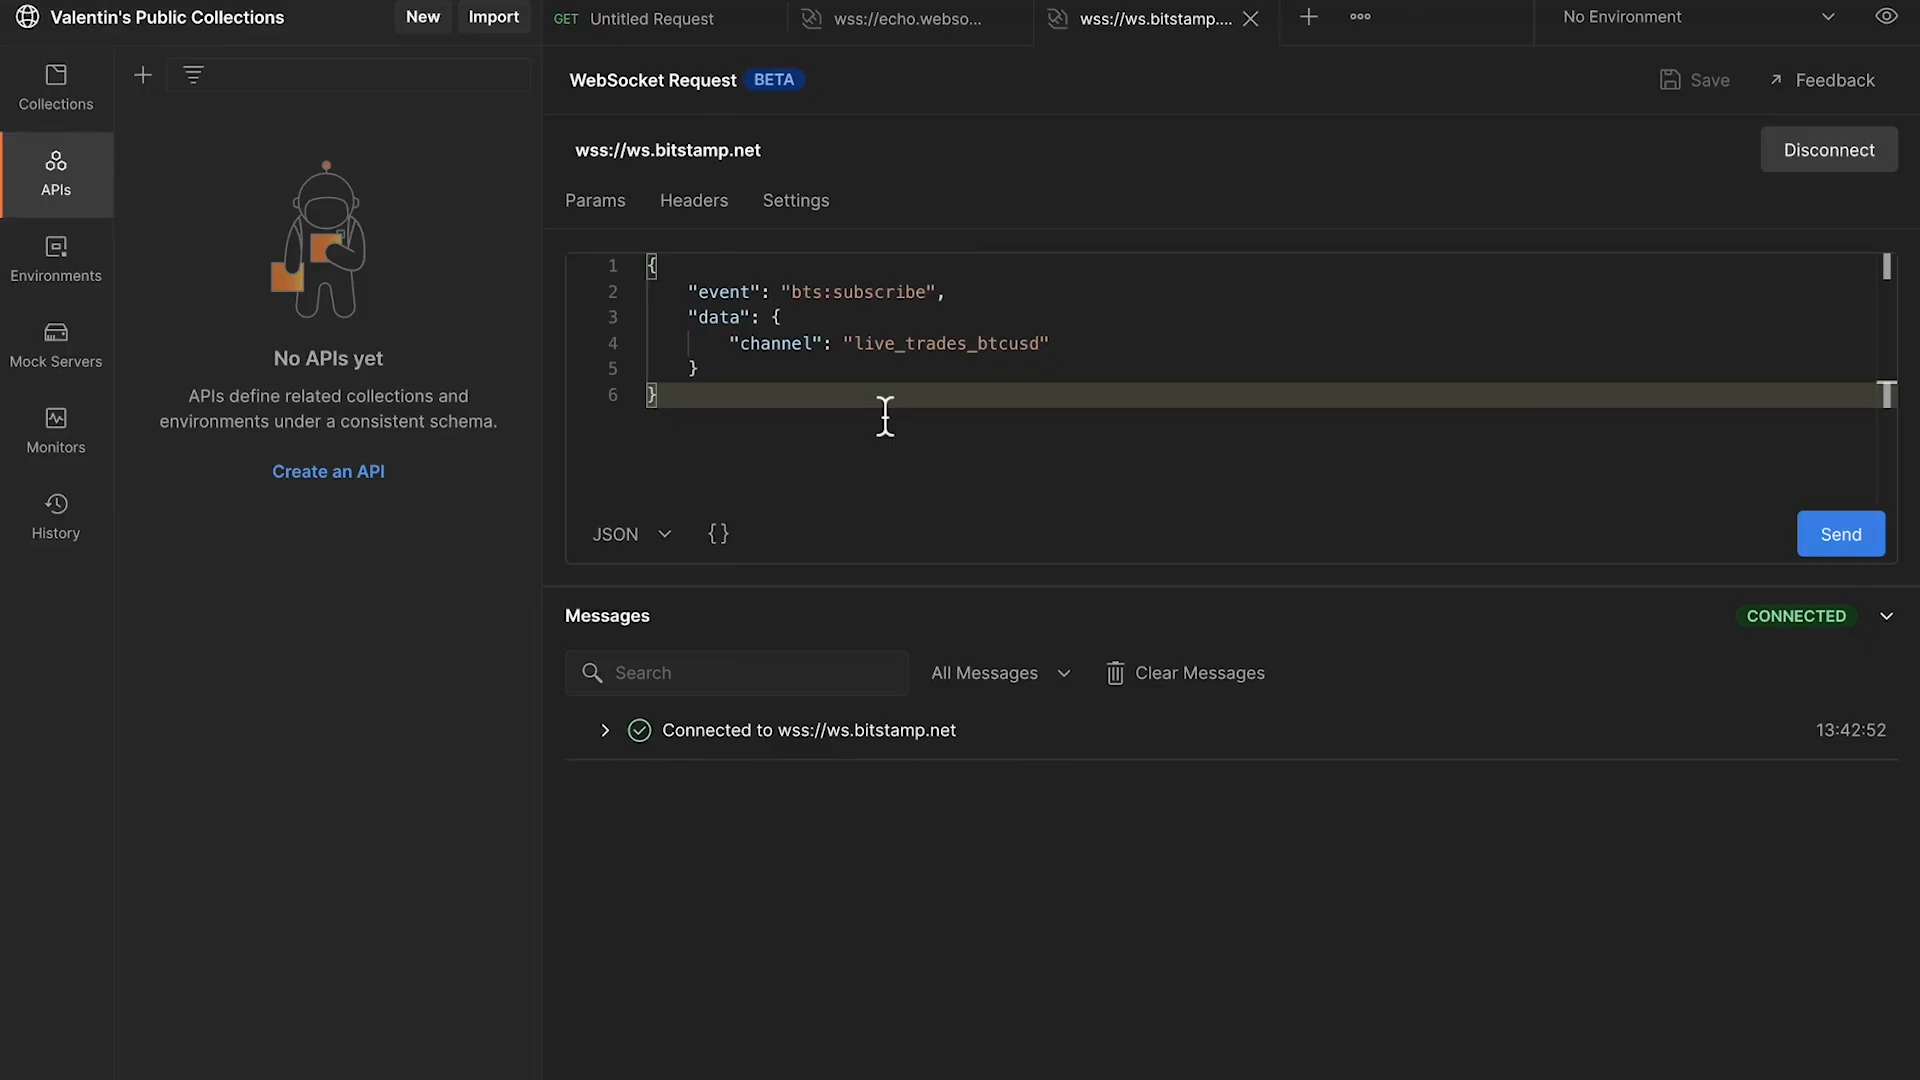 Valentin's Public Collections
New
Import
GET Untitled Request
wss://echo.webso...
wss://ws.bitstamp....
No Environment
Collections
APIs
Environments
Mock Servers
Monitors
History
No APIs yet
APIs define related collections and
environments under a consistent schema.
Create an API
WebSocket Request BETA
Save
Feedback
wss://ws.bitstamp.net
Disconnect
Params
Headers
Settings
1 {
2 "event": "bts:subscribe",
3 "data": {
4 "channel": "live_trades_btcusd"
5 }
6 }
JSON
{}
Send
Messages
CONNECTED
Search
All Messages
Clear Messages
Connected to wss://ws.bitstamp.net
13:42:52